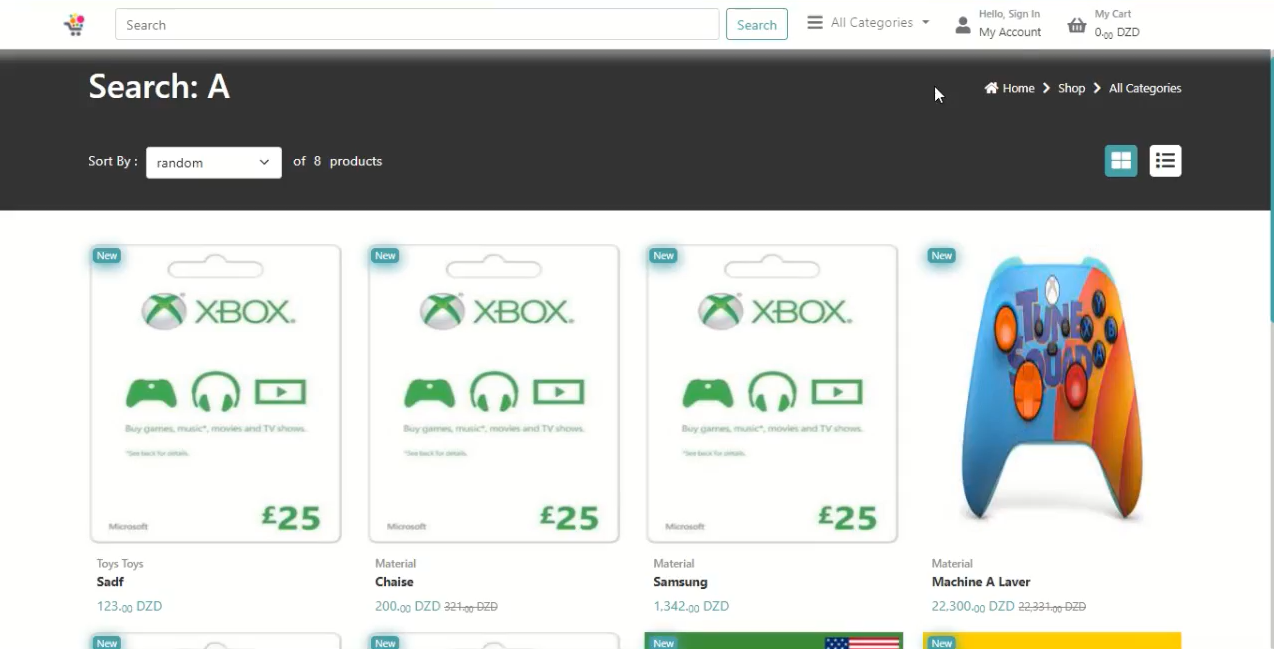 Search
Search
All Categories
Hello, Sign In
My Account
My Cart
0.00 DZD
Search: A
Home
Shop
All Categories
Sort By :
random
of 8 products
New
New
New
New
XBOX.
Buy games, music*, movies and TV shows.
*See back for details.
Microsoft
£25
XBOX.
Buy games, music*, movies and TV shows.
*See back for details.
Microsoft
£25
XBOX.
Buy games, music*, movies and TV shows.
*See back for details.
Microsoft
£25
TUNE
SQUAD
Y
X
B
A
Toys Toys
Sadf
123.00 DZD
Material
Chaise
200.00 DZD 321.00 DZD
Material
Samsung
1,342.00 DZD
Material
Machine A Laver
22,300.00 DZD 22,331.00 DZD
New
New
New
New